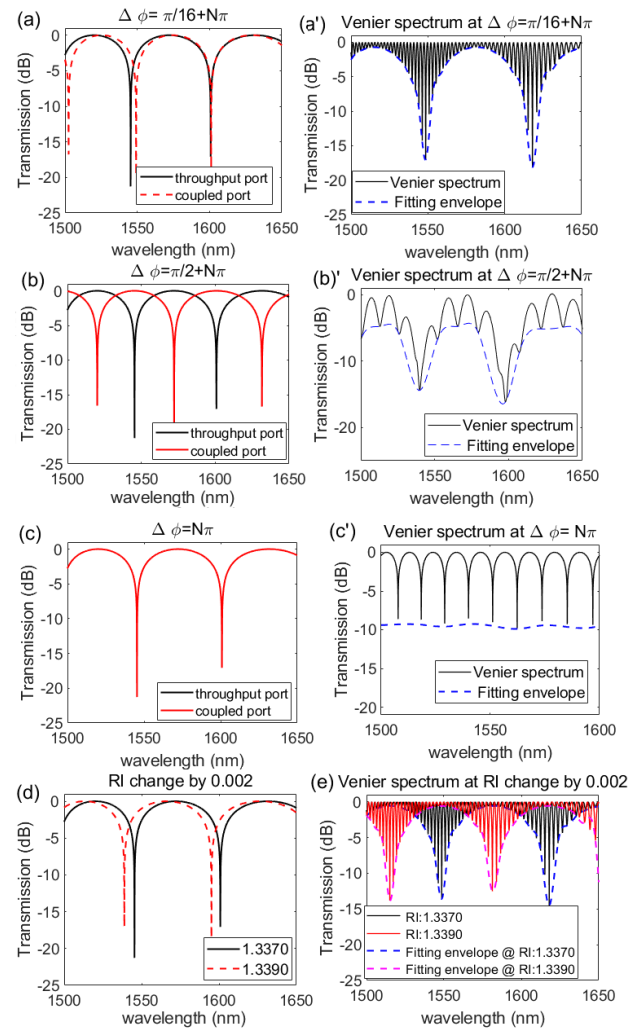 (a)
Δ ϕ= π/16+Nπ
0
-5
-10
-15
-20
-25
Transmission (dB)
throughput port
coupled port
1500 1550 1600 1650
wavelength (nm)
(a')
Venier spectrum at Δ ϕ=π/16+Nπ
0
-5
-10
-15
-20
-25
Transmission (dB)
Venier spectrum
Fitting envelope
1500 1550 1600 1650
wavelength (nm)
(b)
Δ ϕ=π/2+Nπ
0
-5
-10
-15
-20
-25
Transmission (dB)
throughput port
coupled port
1500 1550 1600 1650
wavelength (nm)
(b)'
Venier spectrum at Δ ϕ=π/2+Nπ
0
-5
-10
-20
Transmission (dB)
Venier spectrum
Fitting envelope
1500 1550 1600 1650
wavelength (nm)
(c)
Δ ϕ=Nπ
0
-5
-10
-15
-20
-25
Transmission (dB)
throughput port
coupled port
1500 1550 1600 1650
wavelength (nm)
(c')
Venier spectrum at Δ ϕ= Nπ
0
-5
-10
-15
-20
Transmission (dB)
Venier spectrum
Fitting envelope
1500 1550 1600
wavelength (nm)
(d)
RI change by 0.002
0
-5
-10
-15
-20
-25
Transmission (dB)
1.3370
1.3390
1500 1550 1600 1650
wavelength (nm)
(e)
Venier spectrum at RI change by 0.002
0
-5
-10
-15
-20
-25
Transmission (dB)
RI:1.3370
RI:1.3390
Fitting envelope @ RI:1.3370
Fitting envelope @ RI:1.3390
1500 1550 1600 1650
wavelength (nm)